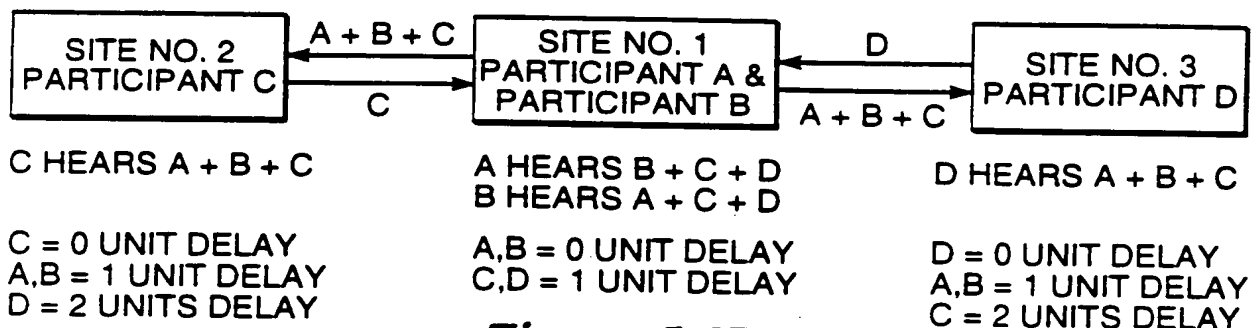 SITE NO. 2
PARTICIPANT C
A + B + C
C
SITE NO. 1
PARTICIPANT A &
PARTICIPANT B
D
A + B + C
SITE NO. 3
PARTICIPANT D
C HEARS A + B + C
C = 0 UNIT DELAY
A,B = 1 UNIT DELAY
D = 2 UNITS DELAY
A HEARS B + C + D
B HEARS A + C + D
A,B = 0 UNIT DELAY
C,D = 1 UNIT DELAY
D HEARS A + B + C
D = 0 UNIT DELAY
A,B = 1 UNIT DELAY
C = 2 UNITS DELAY